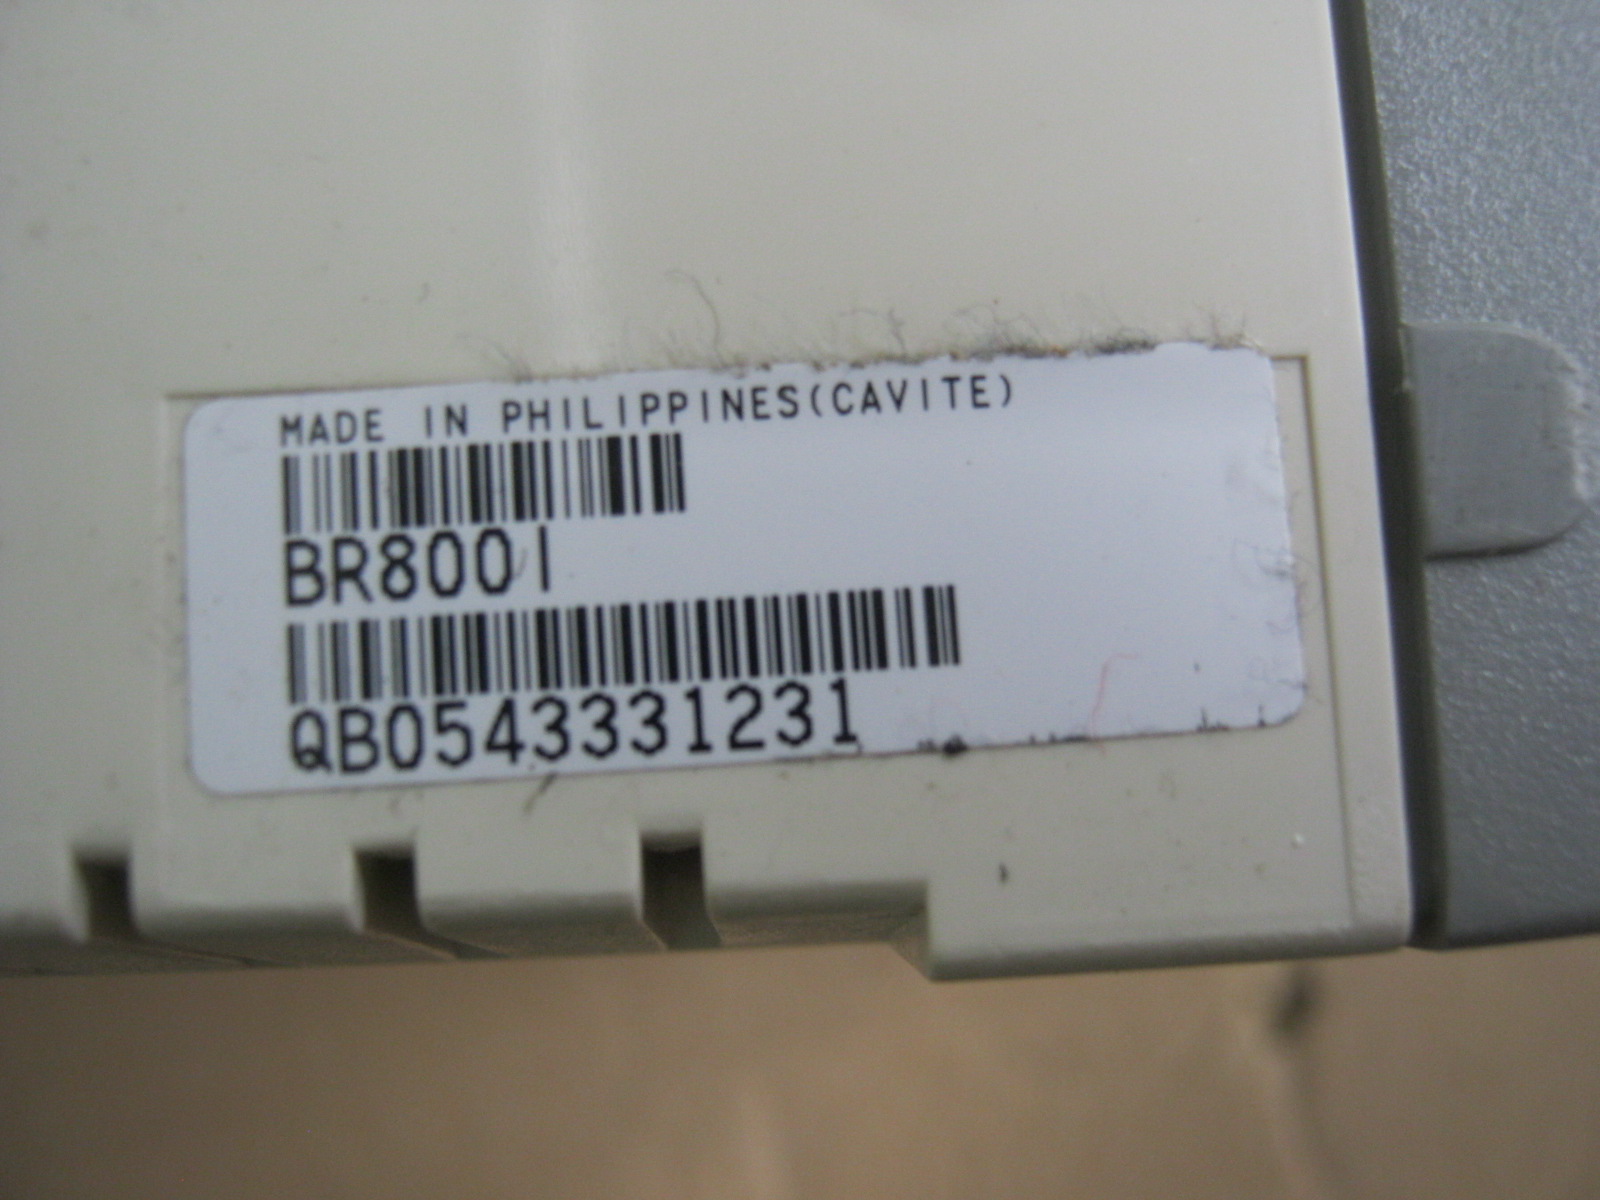 MADE IN PHILIPPINES(CAVITE)
BR800I
QB0543331231